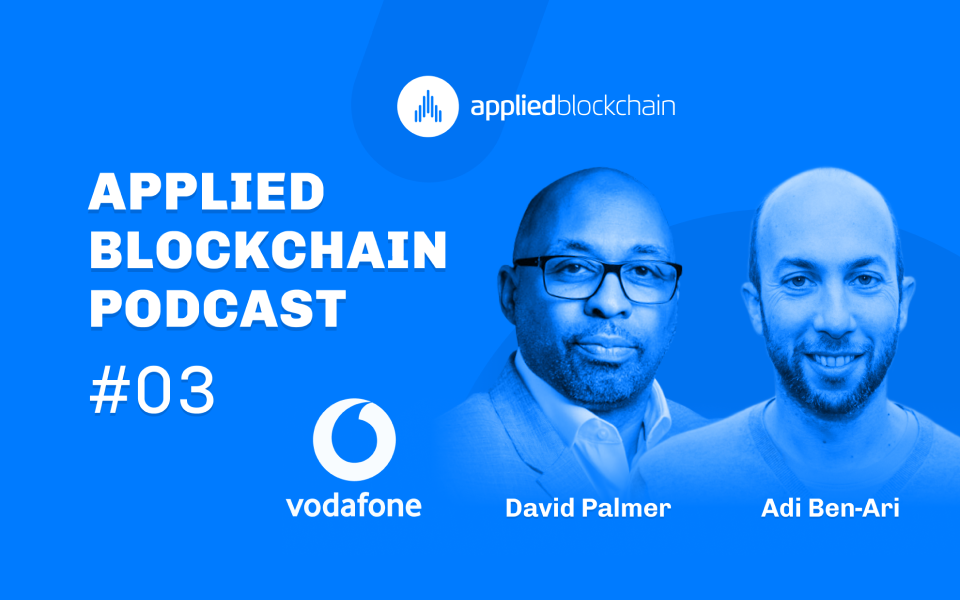 appliedblockchain
APPLIED
BLOCKCHAIN
PODCAST
#03
vodafone
David Palmer
Adi Ben-Ari